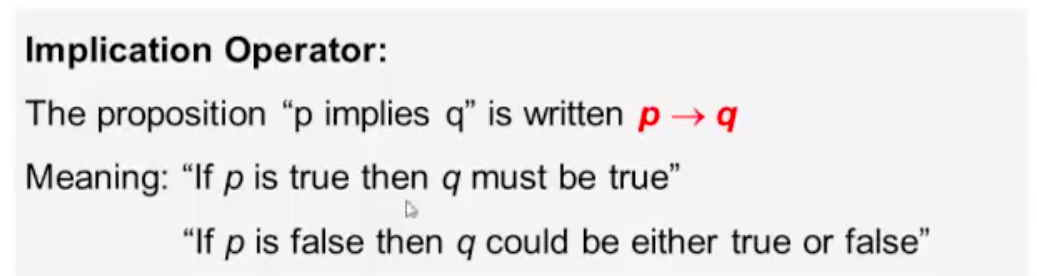 Implication Operator:
The proposition “p implies q” is written p → q
Meaning: “If p is true then q must be true”
“If p is false then q could be either true or false”